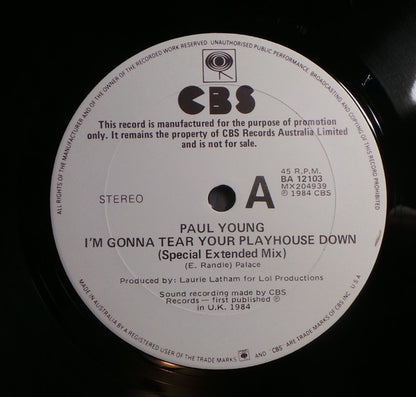 ALL RIGHTS OF THE MANUFACTURER AND OF THE OWNER OF THE RECORDED WORK RESERVED. UNAUTHORISED PUBLIC PERFORMANCE, BROADCASTING AND COPYING OF THIS RECORD PROHIBITED
CBS
This record is manufactured for the purpose of promotion
only. It remains the property of CBS Records Australia Limited
and is not for sale.
45 R.P.M.
BA 12103
MX204939
℗ 1984 CBS
STEREO
A
PAUL YOUNG
I'M GONNA TEAR YOUR PLAYHOUSE DOWN
(Special Extended Mix)
(E. Randle) Palace
Produced by: Laurie Latham for Lol Productions
Sound recording made by CBS
Records — first published ℗
in U.K. 1984
MADE IN AUSTRALIA BY A REGISTERED USER OF THE TRADE MARKS AND "CBS" ARE TRADE MARKS OF CBS INC. U.S.A.